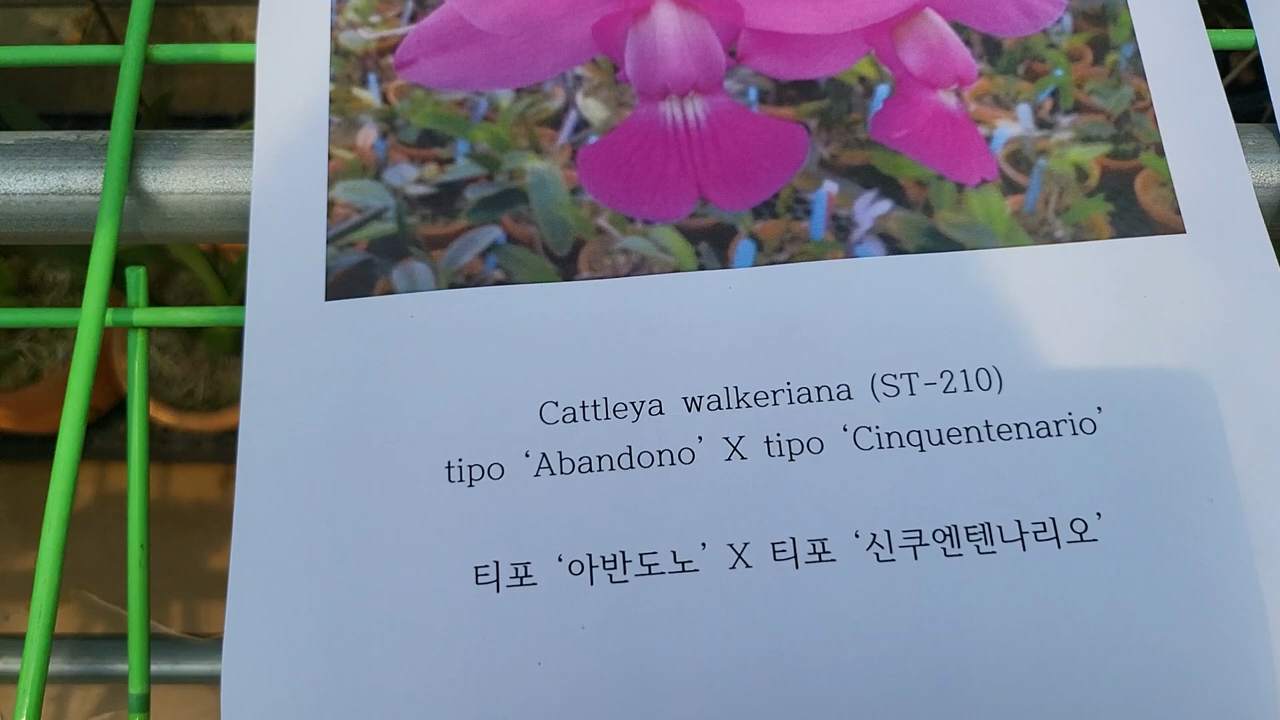 Cattleya walkeriana (ST-210)
tipo ‘Abandono’ X tipo ‘Cinquentenario’
티포 ‘아반도노’ X 티포 ‘신쿠엔텐나리오’